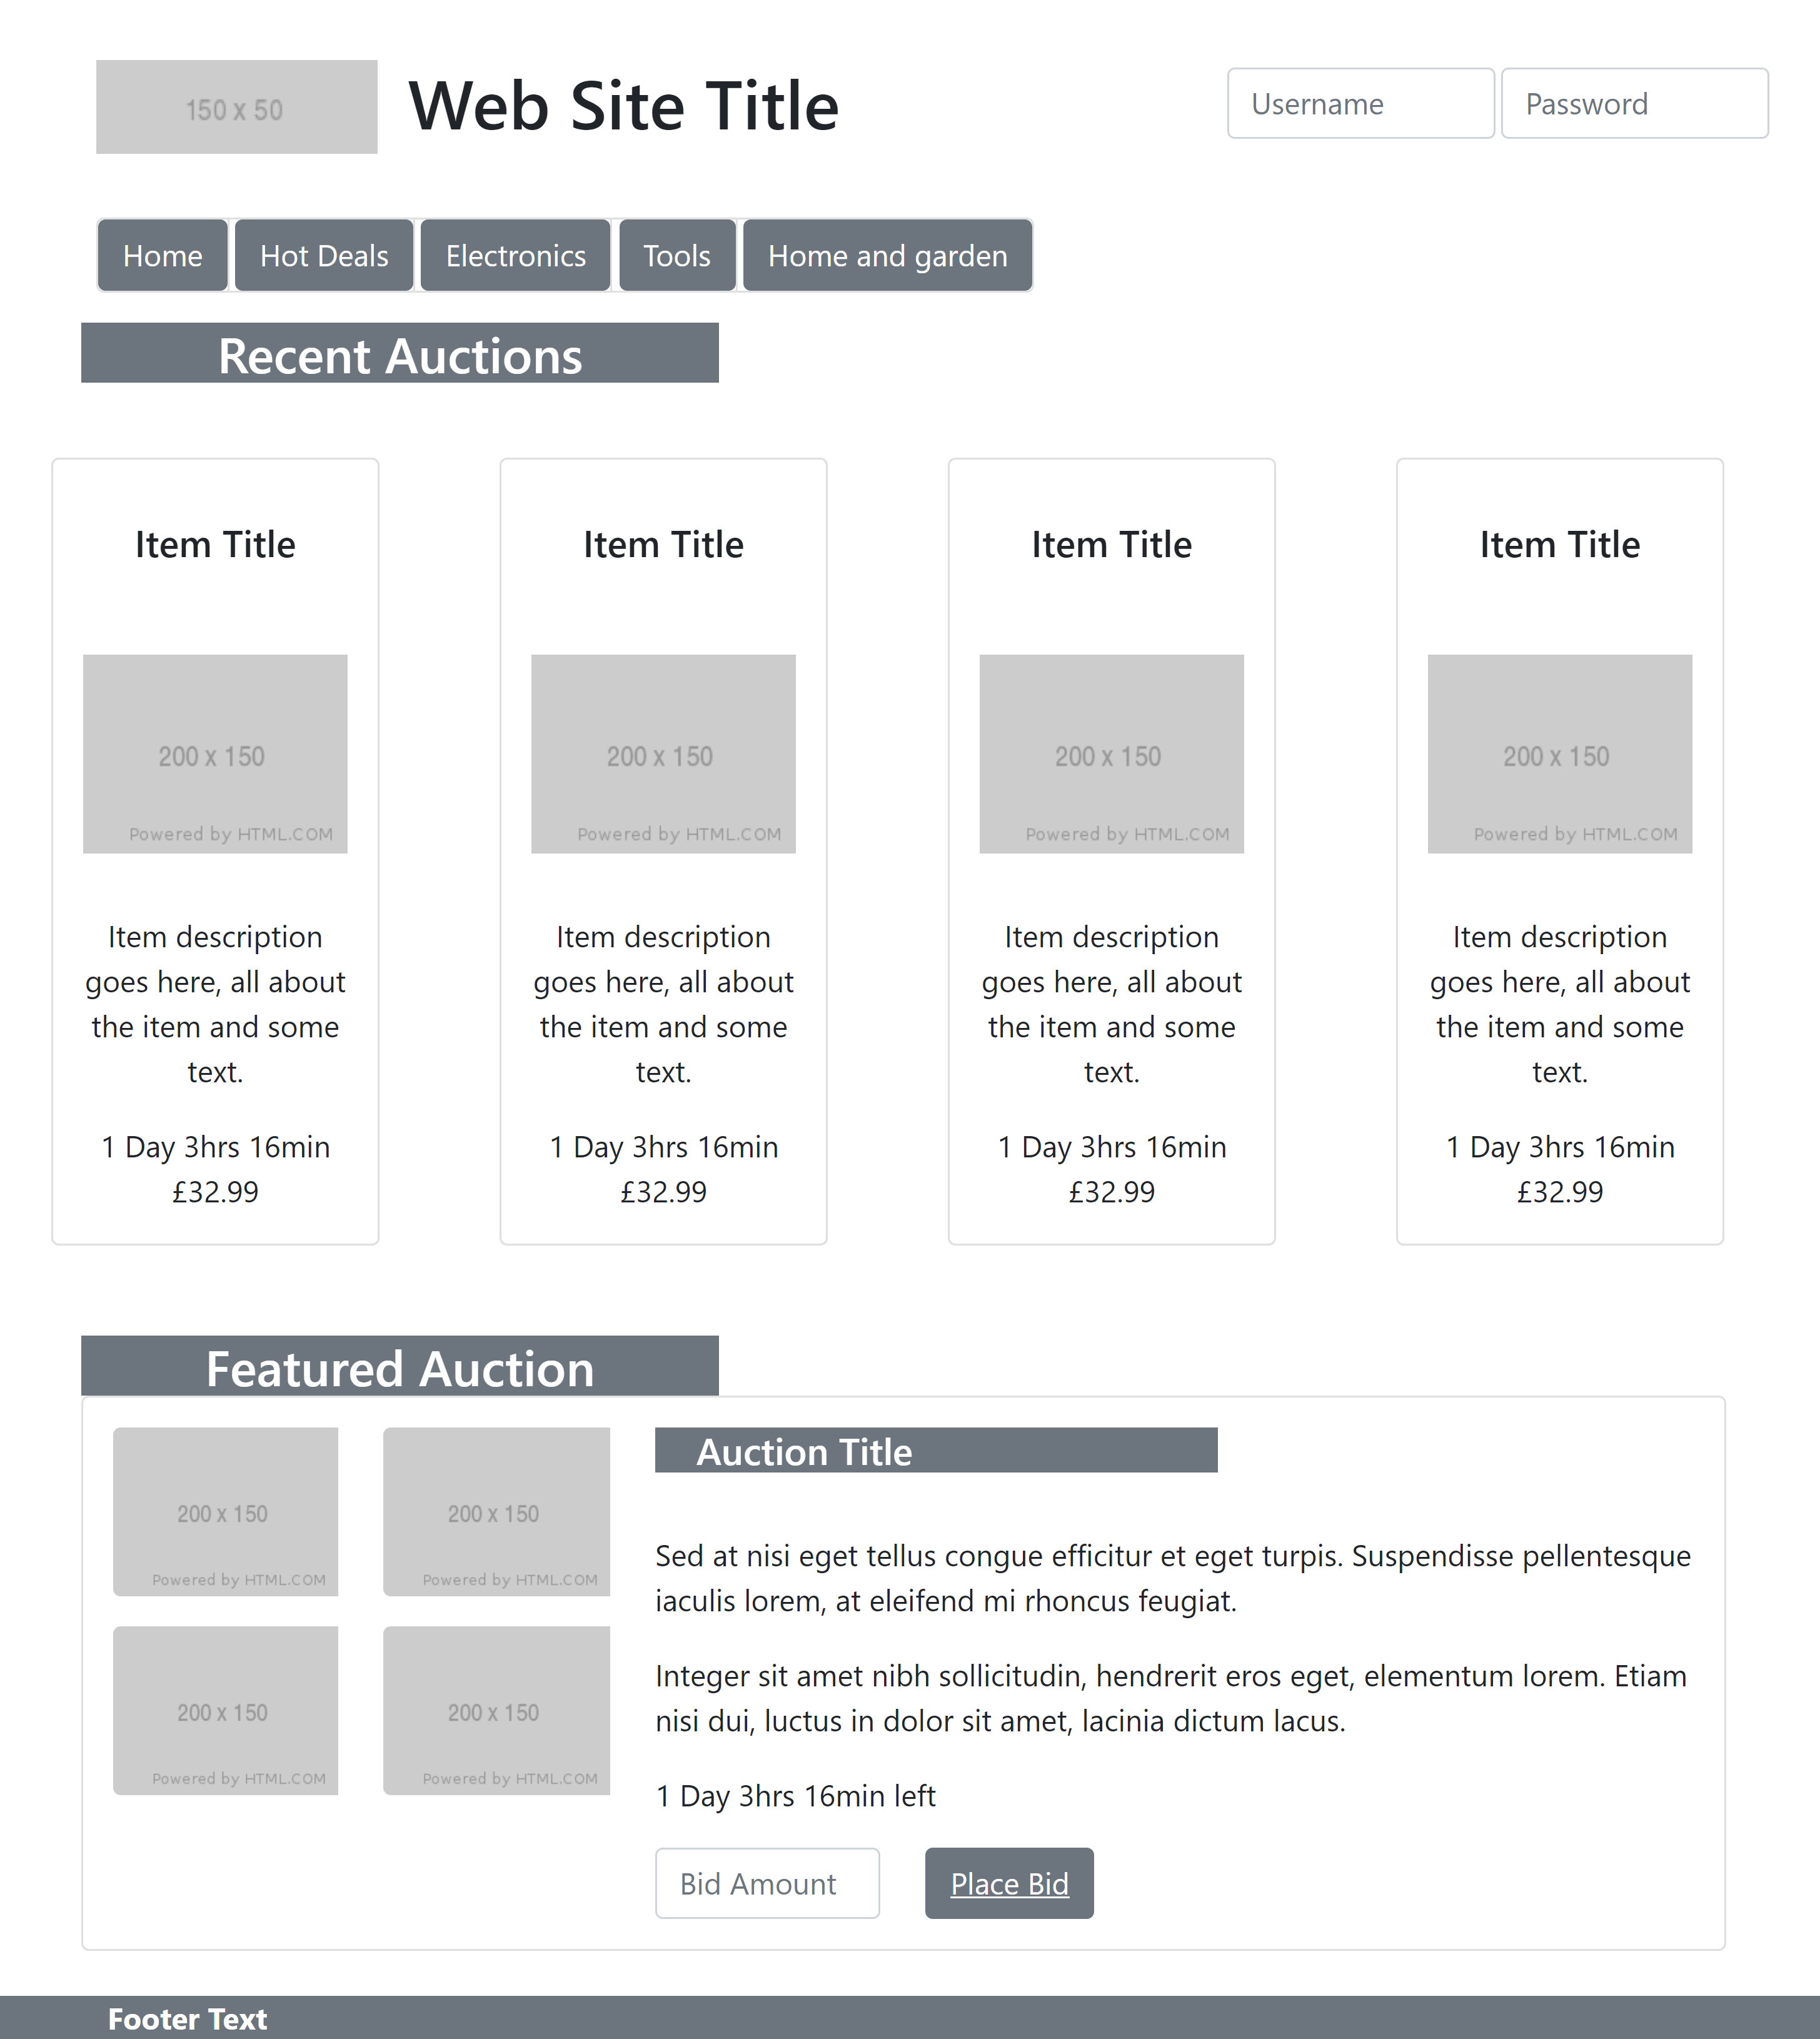 150 x 50
Web Site Title
Username
Password
Home
Hot Deals
Electronics
Tools
Home and garden
Recent Auctions
Item Title
200 x 150
Powered by HTML.COM
Item description
goes here, all about
the item and some
text.
1 Day 3hrs 16min
£32.99
Item Title
200 x 150
Powered by HTML.COM
Item description
goes here, all about
the item and some
text.
1 Day 3hrs 16min
£32.99
Item Title
200 x 150
Powered by HTML.COM
Item description
goes here, all about
the item and some
text.
1 Day 3hrs 16min
£32.99
Item Title
200 x 150
Powered by HTML.COM
Item description
goes here, all about
the item and some
text.
1 Day 3hrs 16min
£32.99
Featured Auction
200 x 150
Powered by HTML.COM
200 x 150
Powered by HTML.COM
200 x 150
Powered by HTML.COM
200 x 150
Powered by HTML.COM
Auction Title
Sed at nisi eget tellus congue efficitur et eget turpis. Suspendisse pellentesque
iaculis lorem, at eleifend mi rhoncus feugiat.
Integer sit amet nibh sollicitudin, hendrerit eros eget, elementum lorem. Etiam
nisi dui, luctus in dolor sit amet, lacinia dictum lacus.
1 Day 3hrs 16min left
Bid Amount
Place Bid
Footer Text